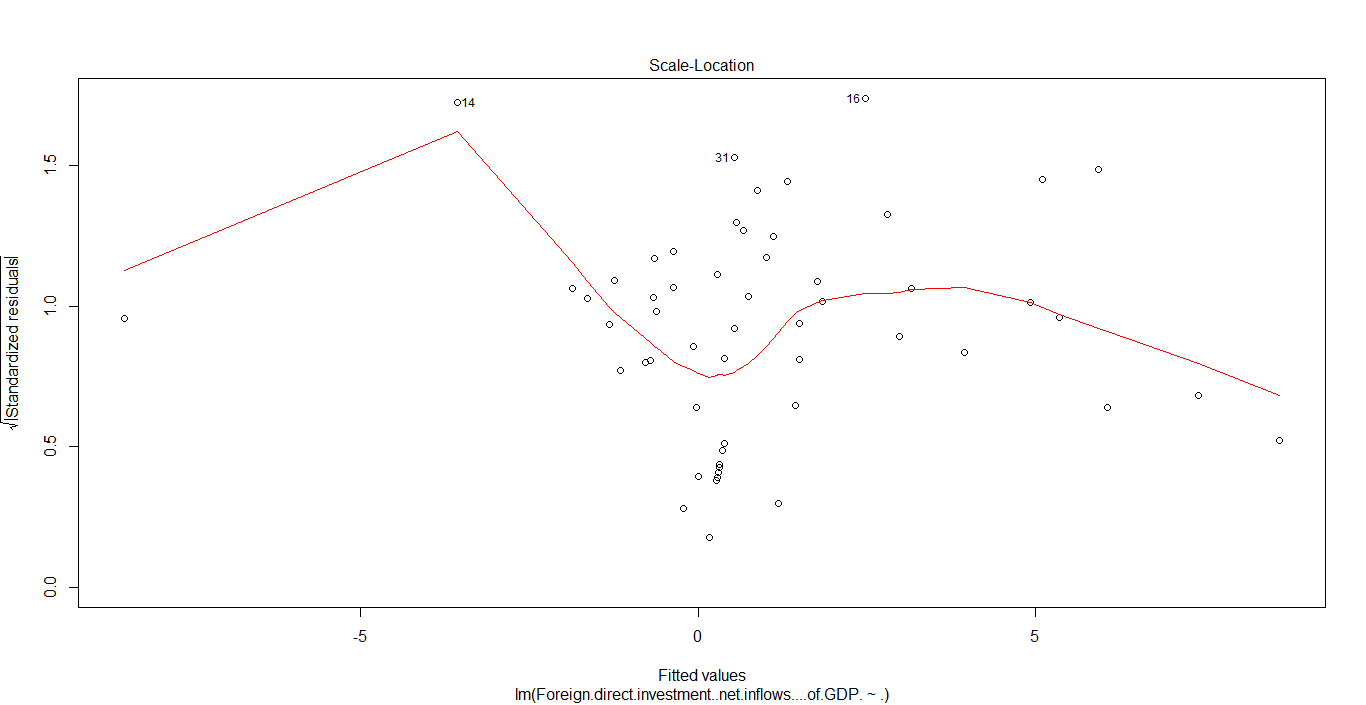 Scale-Location
14
16
31
√|Standardized residuals|
0.0
0.5
1.0
1.5
-5
0
5
Fitted values
lm(Foreign.direct.investment..net.inflows....of.GDP. ~ .)